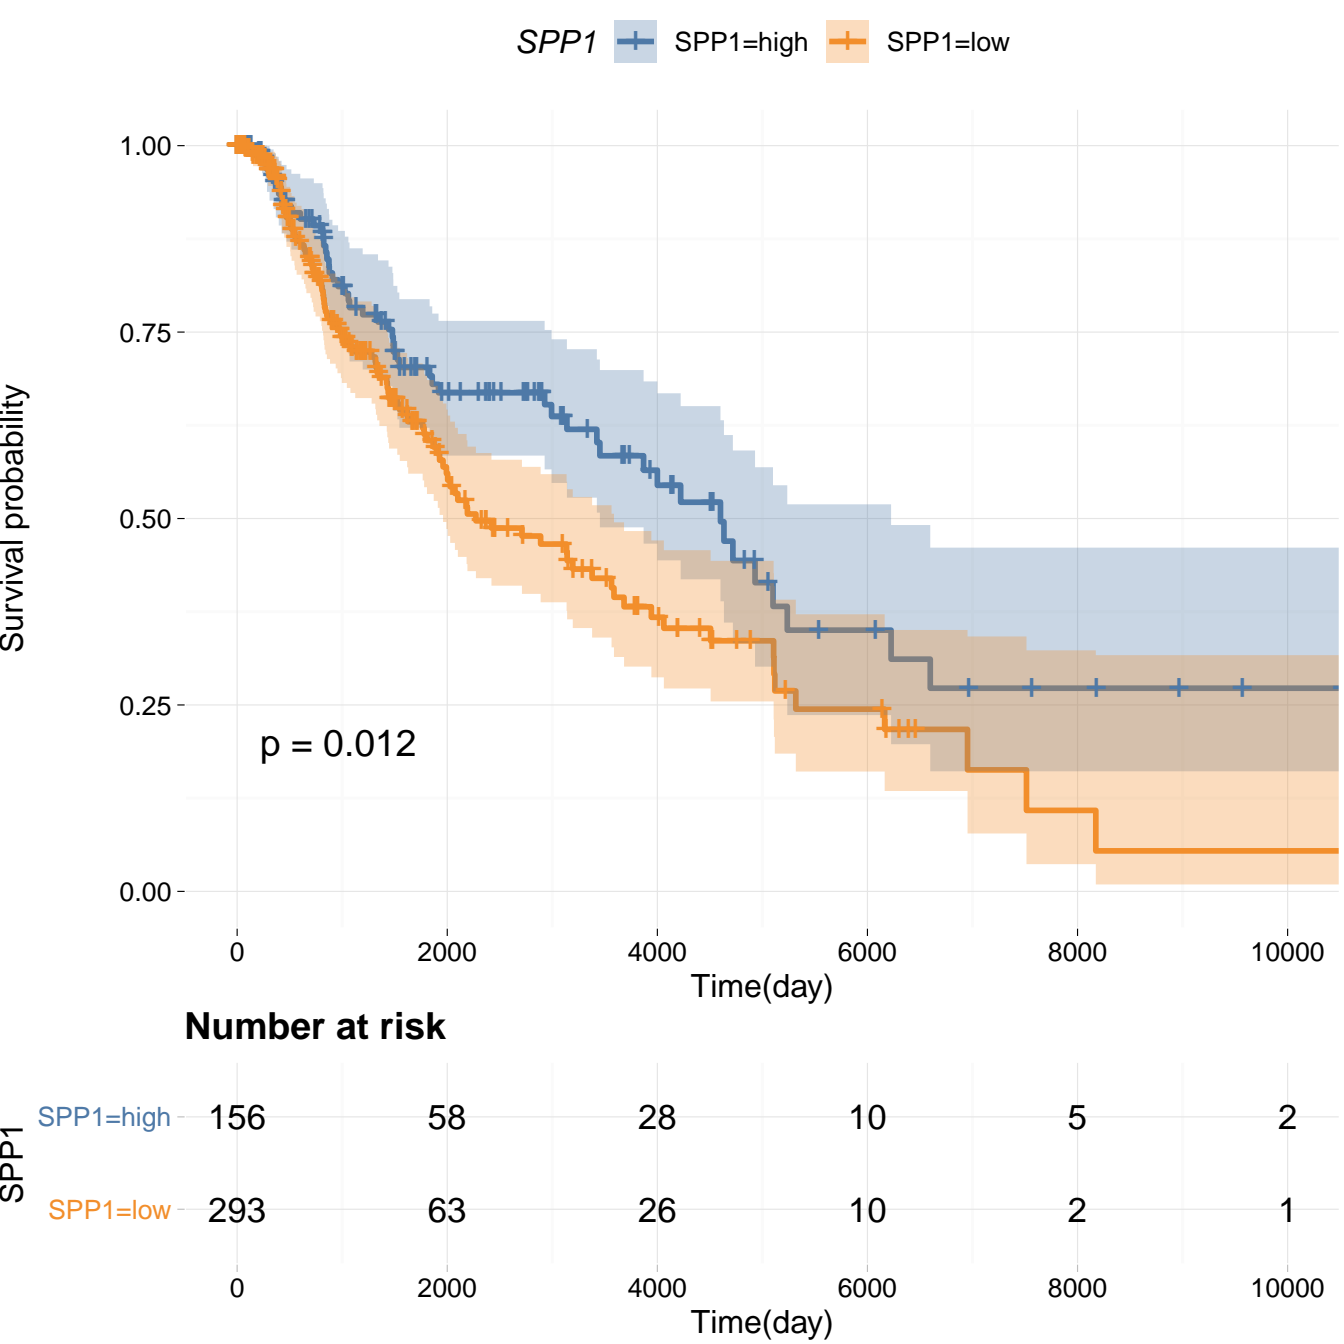 SPP1 SPP1=high SPP1=low
Survival probability
1.00
0.75
0.50
0.25
0.00
p = 0.012
0 2000 4000 6000 8000 10000
Time(day)
Number at risk
SPP1
SPP1=high 156 58 28 10 5 2
SPP1=low 293 63 26 10 2 1
0 2000 4000 6000 8000 10000
Time(day)